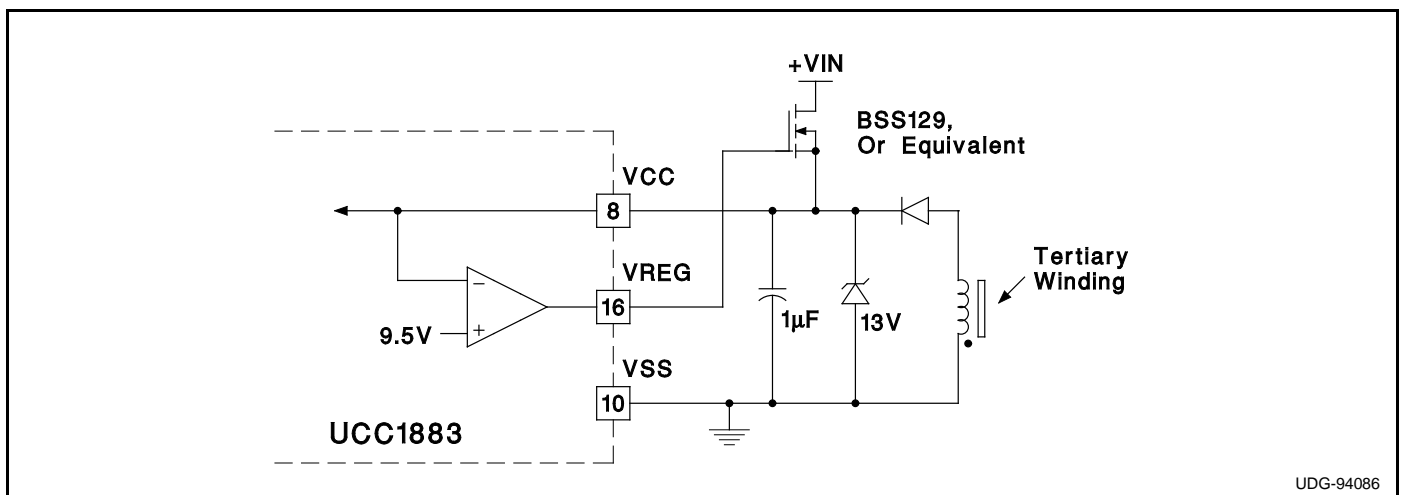 +VIN
BSS129,
Or Equivalent
VCC
8
VREG
16
9.5V
−
+
1µF
13V
Tertiary
Winding
VSS
10
UCC1883
UDG-94086